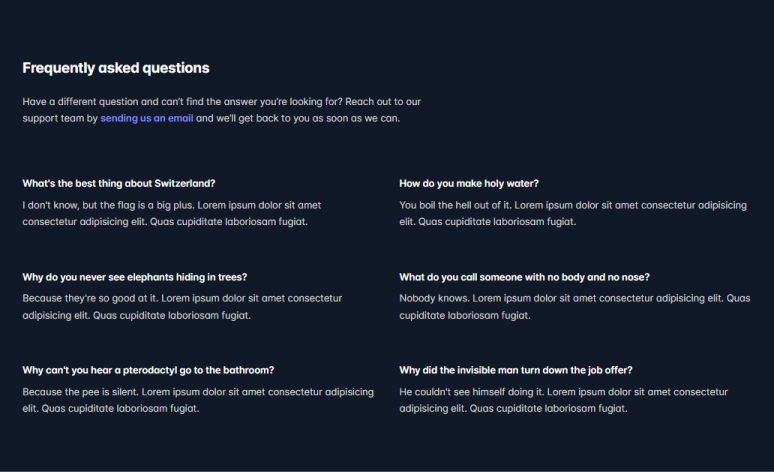 Frequently asked questions
Have a different question and can't find the answer you're looking for? Reach out to our
support team by sending us an email and we'll get back to you as soon as we can.
What's the best thing about Switzerland?
I don't know, but the flag is a big plus. Lorem ipsum dolor sit amet
consectetur adipisicing elit. Quas cupiditate laboriosam fugiat.
How do you make holy water?
You boil the hell out of it. Lorem ipsum dolor sit amet consectetur adipisicing
elit. Quas cupiditate laboriosam fugiat.
Why do you never see elephants hiding in trees?
Because they're so good at it. Lorem ipsum dolor sit amet consectetur
adipisicing elit. Quas cupiditate laboriosam fugiat.
What do you call someone with no body and no nose?
Nobody knows. Lorem ipsum dolor sit amet consectetur adipisicing elit. Quas
cupiditate laboriosam fugiat.
Why can't you hear a pterodactyl go to the bathroom?
Because the pee is silent. Lorem ipsum dolor sit amet consectetur adipisicing
elit. Quas cupiditate laboriosam fugiat.
Why did the invisible man turn down the job offer?
He couldn't see himself doing it. Lorem ipsum dolor sit amet consectetur
adipisicing elit. Quas cupiditate laboriosam fugiat.